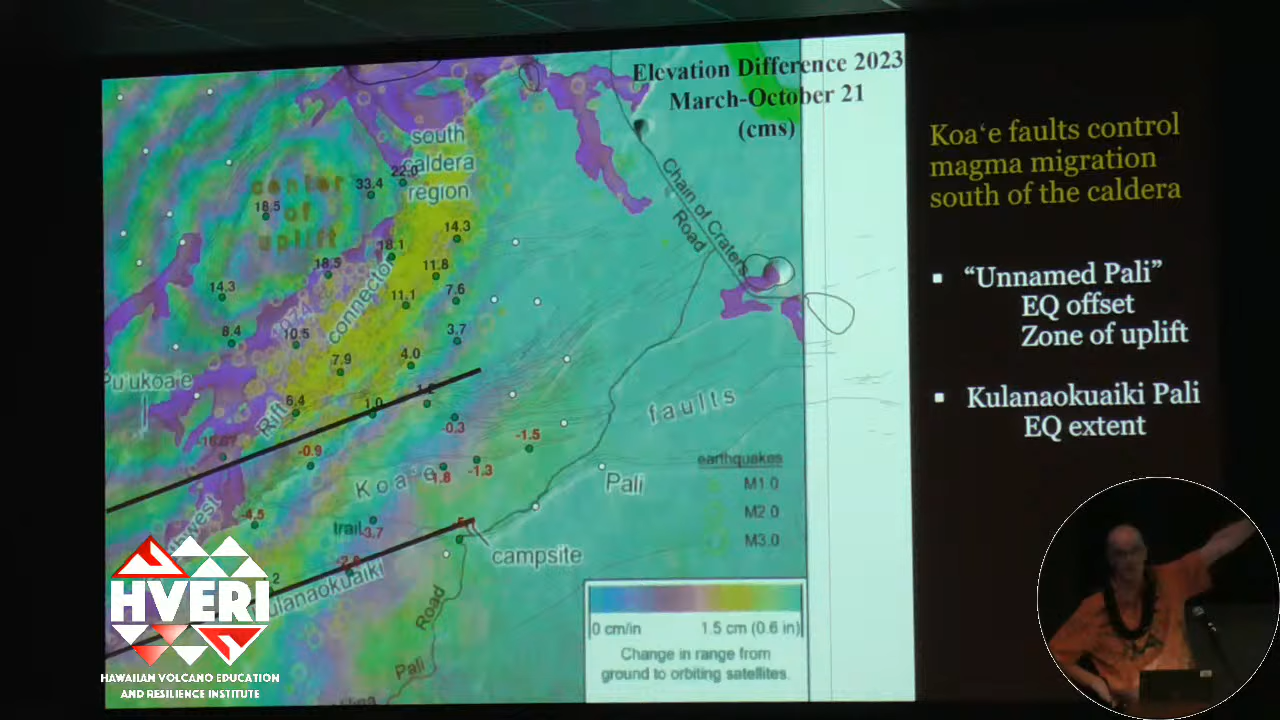 Elevation Difference 2023
March-October 21
(cms)
south
caldera
region
center
of
uplift
22.0
33.4
18.5
14.3
18.1
18.5
11.8
14.3
11.1
7.6
8.4
10.5
3.7
7.9
4.0
connector
Rift
6.4
1.0
-0.3
-0.9
-1.5
-1.3
-4.5
Chain of Craters
Road
faults
Koa'e
Pali
trail
-3.7
campsite
Road
Pali
earthquakes
M1.0
M2.0
M3.0
0 cm/in
1.5 cm (0.6 in)
Change in range from
ground to orbiting satellites.
Koaʻe faults control
magma migration
south of the caldera
▪ “Unnamed Pali”
EQ offset
Zone of uplift
▪ Kulanaokuaiki Pali
EQ extent
HVERI
HAWAIIAN VOLCANO EDUCATION
AND RESILIENCE INSTITUTE